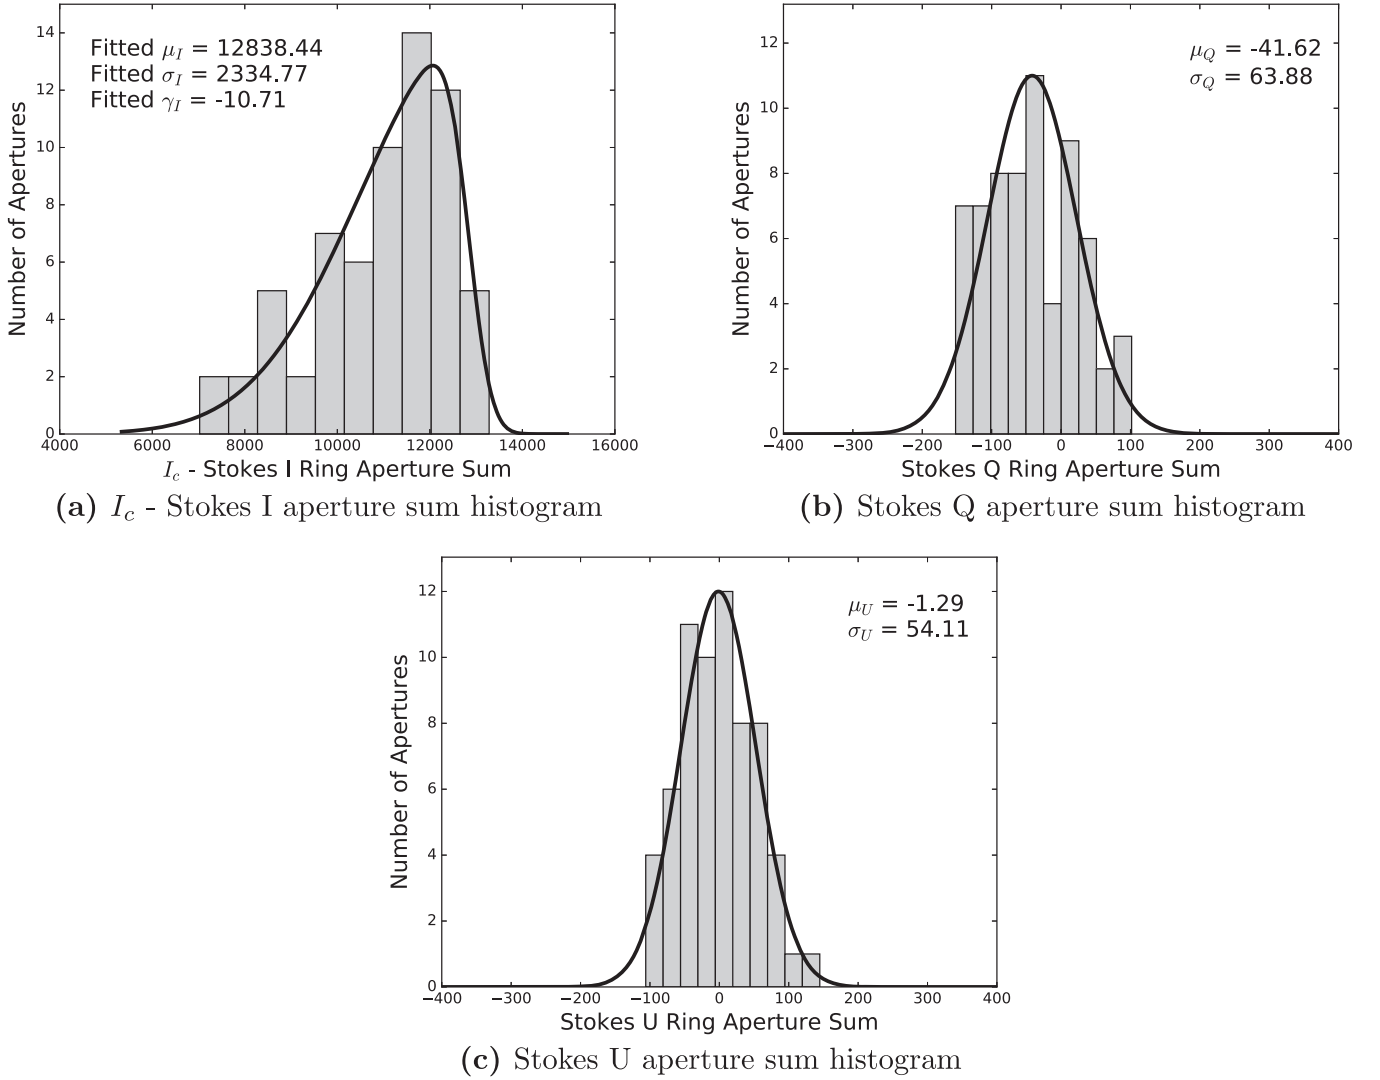 Number of Apertures
14
12
10
8
6
4
2
0
Fitted μ_I = 12838.44
Fitted σ_I = 2334.77
Fitted γ_I = -10.71
4000 6000 8000 10000 12000 14000 16000
I_c - Stokes I Ring Aperture Sum
(a) I_c - Stokes I aperture sum histogram
Number of Apertures
12
10
8
6
4
2
0
μ_Q = -41.62
σ_Q = 63.88
−400 −300 −200 −100 0 100 200 300 400
Stokes Q Ring Aperture Sum
(b) Stokes Q aperture sum histogram
Number of Apertures
12
10
8
6
4
2
0
μ_U = -1.29
σ_U = 54.11
−400 −300 −200 −100 0 100 200 300 400
Stokes U Ring Aperture Sum
(c) Stokes U aperture sum histogram